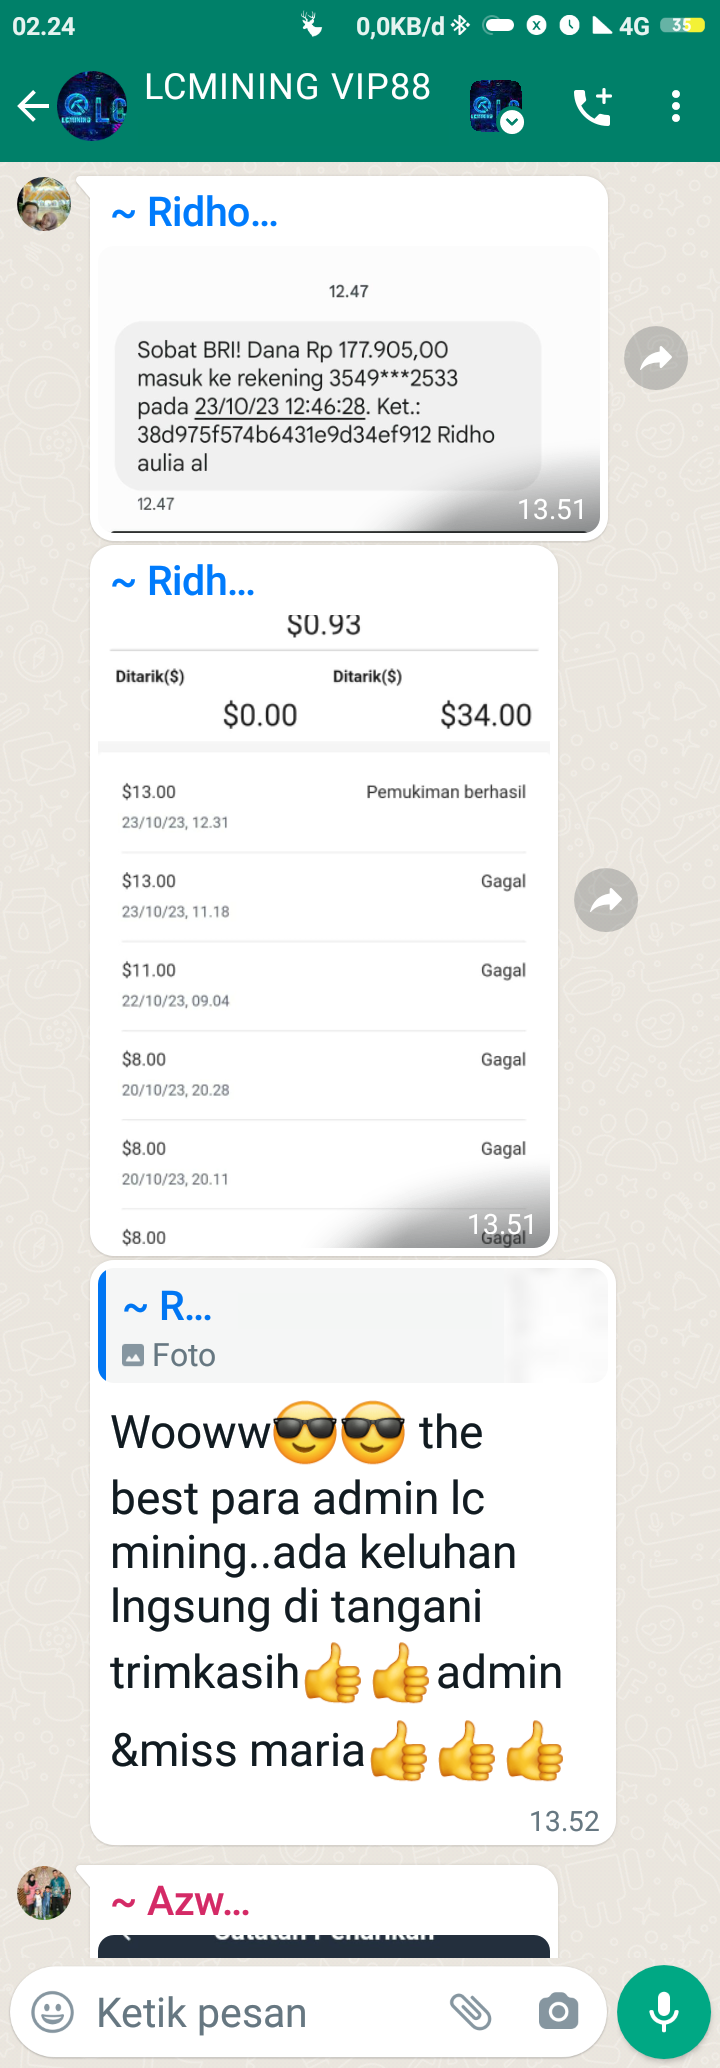 02.24
0,0KB/d
4G
35
LCMINING VIP88
~ Ridho...
12.47
Sobat BRI! Dana Rp 177.905,00
masuk ke rekening 3549***2533
pada 23/10/23 12:46:28. Ket.:
38d975f574b6431e9d34ef912 Ridho
aulia al
12.47
13.51
~ Ridh...
$0.93
Ditarik($) Ditarik($)
$0.00 $34.00
$13.00 Pemukiman berhasil
23/10/23, 12.31
$13.00 Gagal
23/10/23, 11.18
$11.00 Gagal
22/10/23, 09.04
$8.00 Gagal
20/10/23, 20.28
$8.00 Gagal
20/10/23, 20.11
$8.00 Gagal
13.51
~ R...
Foto
Wooww😎😎 the
best para admin lc
mining..ada keluhan
lngsung di tangani
trimkasih👍👍admin
&miss maria👍👍👍
13.52
~ Azw...
Ketik pesan